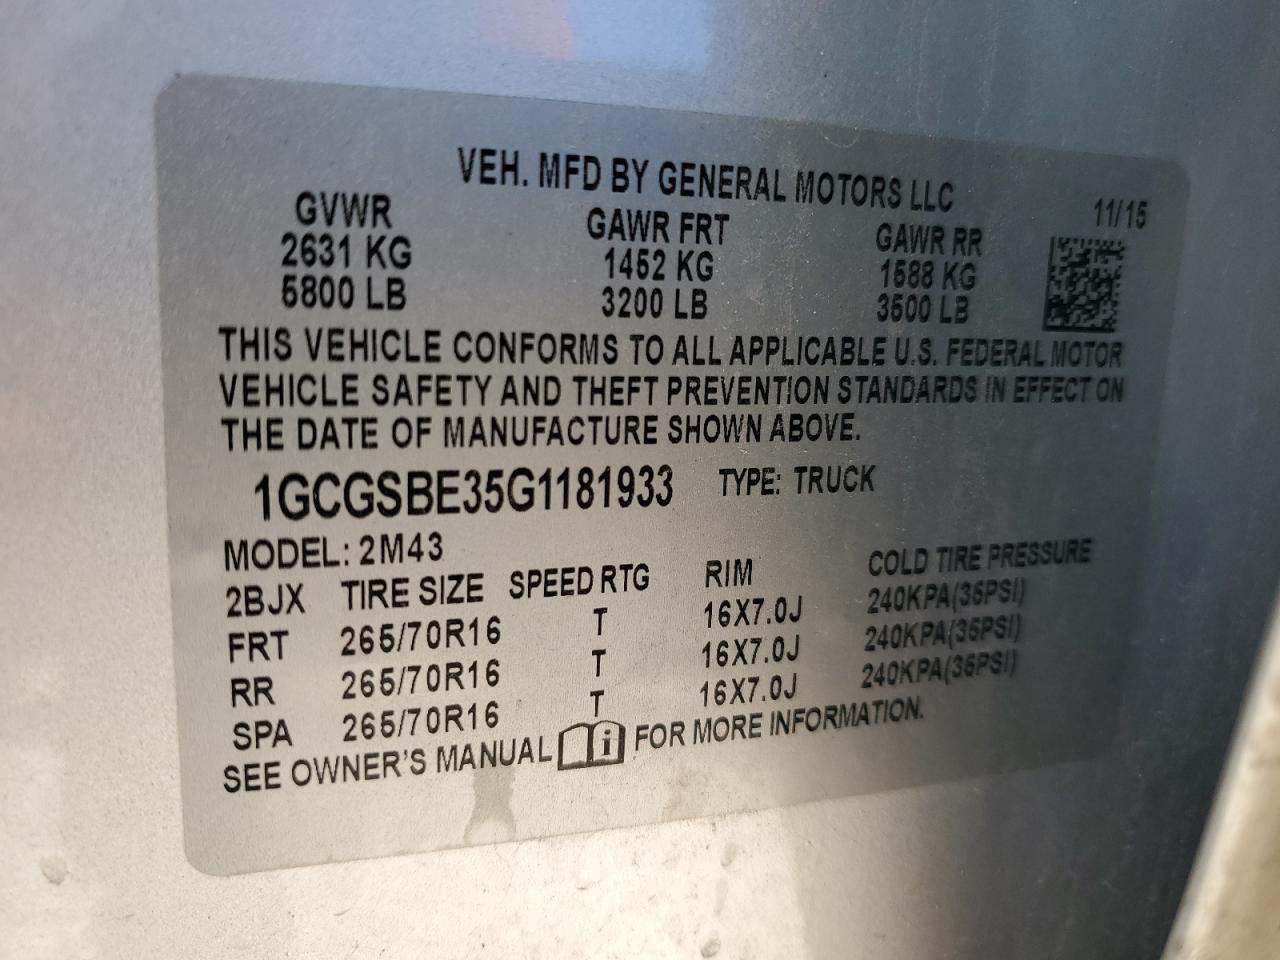 VEH. MFD BY GENERAL MOTORS LLC
11/15
GVWR GAWR FRT GAWR RR
2631 KG 1452 KG 1588 KG
5800 LB 3200 LB 3500 LB
THIS VEHICLE CONFORMS TO ALL APPLICABLE U.S. FEDERAL MOTOR
VEHICLE SAFETY AND THEFT PREVENTION STANDARDS IN EFFECT ON
THE DATE OF MANUFACTURE SHOWN ABOVE.
1GCGSBE35G1181933 TYPE: TRUCK
MODEL: 2M43
2BJX TIRE SIZE SPEED RTG RIM COLD TIRE PRESSURE
FRT 265/70R16 T 16X7.0J 240KPA(35PSI)
RR 265/70R16 T 16X7.0J 240KPA(35PSI)
SPA 265/70R16 T 16X7.0J 240KPA(35PSI)
SEE OWNER'S MANUAL i FOR MORE INFORMATION.